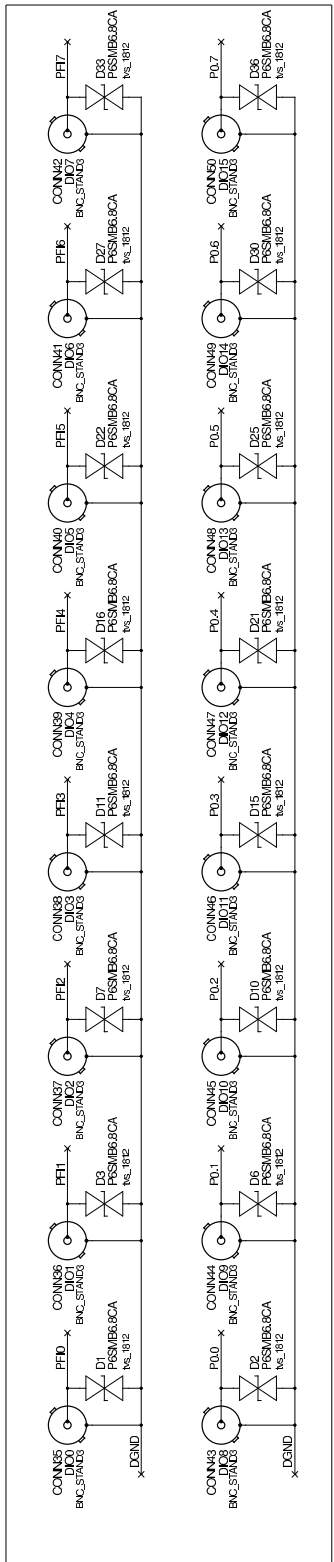 CONN35
DIO0
BNC_STAND3
PFI0
D1
P6SMB6.8CA
tvs_1812
DGND
CONN36
DIO1
BNC_STAND3
PFI1
D3
P6SMB6.8CA
tvs_1812
CONN37
DIO2
BNC_STAND3
PFI2
D7
P6SMB6.8CA
tvs_1812
CONN38
DIO3
BNC_STAND3
PFI3
D11
P6SMB6.8CA
tvs_1812
CONN39
DIO4
BNC_STAND3
PFI4
D16
P6SMB6.8CA
tvs_1812
CONN40
DIO5
BNC_STAND3
PFI5
D22
P6SMB6.8CA
tvs_1812
CONN41
DIO6
BNC_STAND3
PFI6
D27
P6SMB6.8CA
tvs_1812
CONN42
DIO7
BNC_STAND3
PFI7
D33
P6SMB6.8CA
tvs_1812
CONN43
DIO8
BNC_STAND3
P0.0
D2
P6SMB6.8CA
tvs_1812
DGND
CONN44
DIO9
BNC_STAND3
P0.1
D6
P6SMB6.8CA
tvs_1812
CONN45
DIO10
BNC_STAND3
P0.2
D10
P6SMB6.8CA
tvs_1812
CONN46
DIO11
BNC_STAND3
P0.3
D15
P6SMB6.8CA
tvs_1812
CONN47
DIO12
BNC_STAND3
P0.4
D21
P6SMB6.8CA
tvs_1812
CONN48
DIO13
BNC_STAND3
P0.5
D25
P6SMB6.8CA
tvs_1812
CONN49
DIO14
BNC_STAND3
P0.6
D30
P6SMB6.8CA
tvs_1812
CONN50
DIO15
BNC_STAND3
P0.7
D36
P6SMB6.8CA
tvs_1812